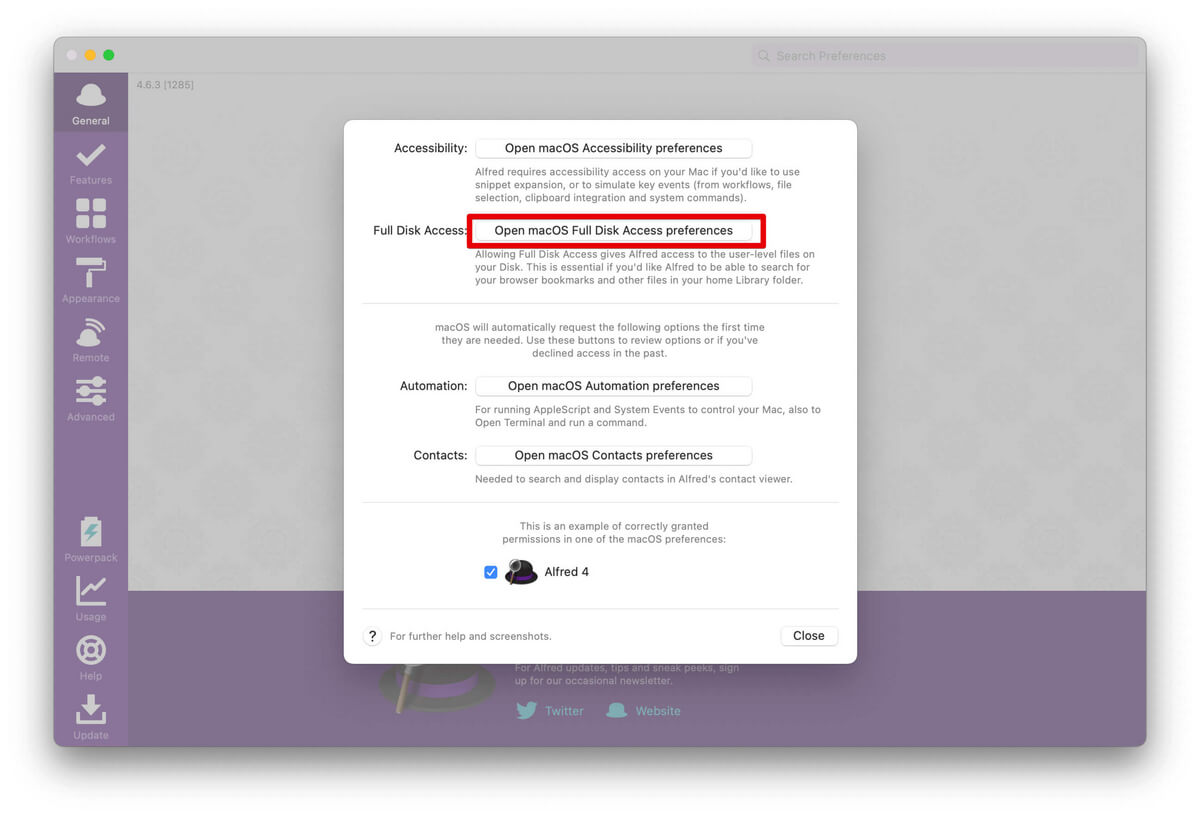 Search Preferences
4.6.3 [1285]
General
Features
Workflows
Appearance
Remote
Advanced
Powerpack
Usage
Help
Update
Accessibility: Open macOS Accessibility preferences
Alfred requires accessibility access on your Mac if you'd like to use
snippet expansion, or to simulate key events (from workflows, file
selection, clipboard integration and system commands).
Full Disk Access: Open macOS Full Disk Access preferences
Allowing Full Disk Access gives Alfred access to the user-level files on
your Disk. This is essential if you'd like Alfred to be able to search for
your browser bookmarks and other files in your home Library folder.
macOS will automatically request the following options the first time
they are needed. Use these buttons to review options or if you've
declined access in the past.
Automation: Open macOS Automation preferences
For running AppleScript and System Events to control your Mac, also to
Open Terminal and run a command.
Contacts: Open macOS Contacts preferences
Needed to search and display contacts in Alfred's contact viewer.
This is an example of correctly granted
permissions in one of the macOS preferences:
Alfred 4
? For further help and screenshots. Close
For Alfred updates, tips and sneak peeks, sign
up for our occasional newsletter.
Twitter Website